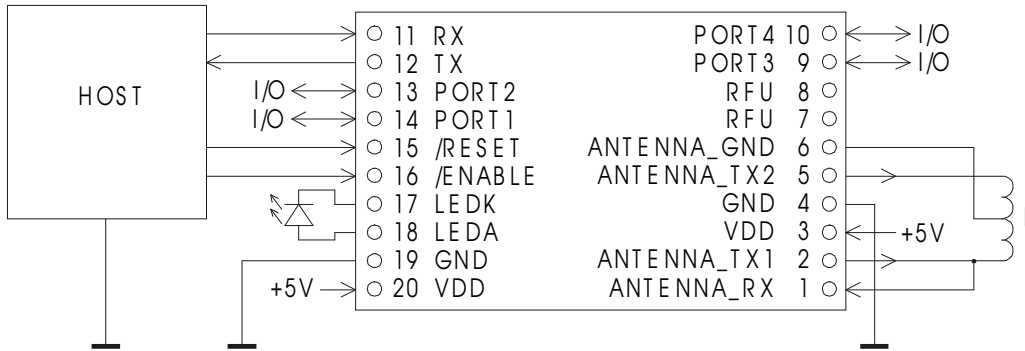 HOST
11 RX
12 TX
I/O 13 PORT2
I/O 14 PORT1
15 /RESET
16 /ENABLE
17 LEDK
18 LEDA
19 GND
+5V 20 VDD
PORT4 10 I/O
PORT3 9 I/O
RFU 8
RFU 7
ANTENNA_GND 6
ANTENNA_TX2 5
GND 4
VDD 3 +5V
ANTENNA_TX1 2
ANTENNA_RX 1